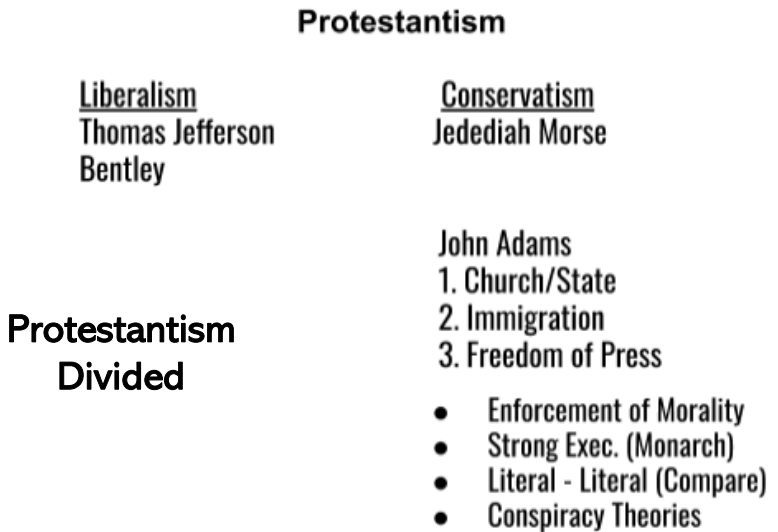 Protestantism
Liberalism
Thomas Jefferson
Bentley
Conservatism
Jedediah Morse
John Adams
1. Church/State
2. Immigration
3. Freedom of Press
Protestantism
Divided
● Enforcement of Morality
● Strong Exec. (Monarch)
● Literal - Literal (Compare)
● Conspiracy Theories